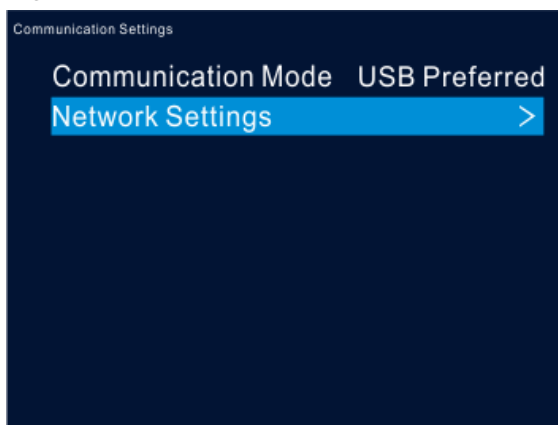 Communication Settings
Communication Mode USB Preferred
Network Settings >